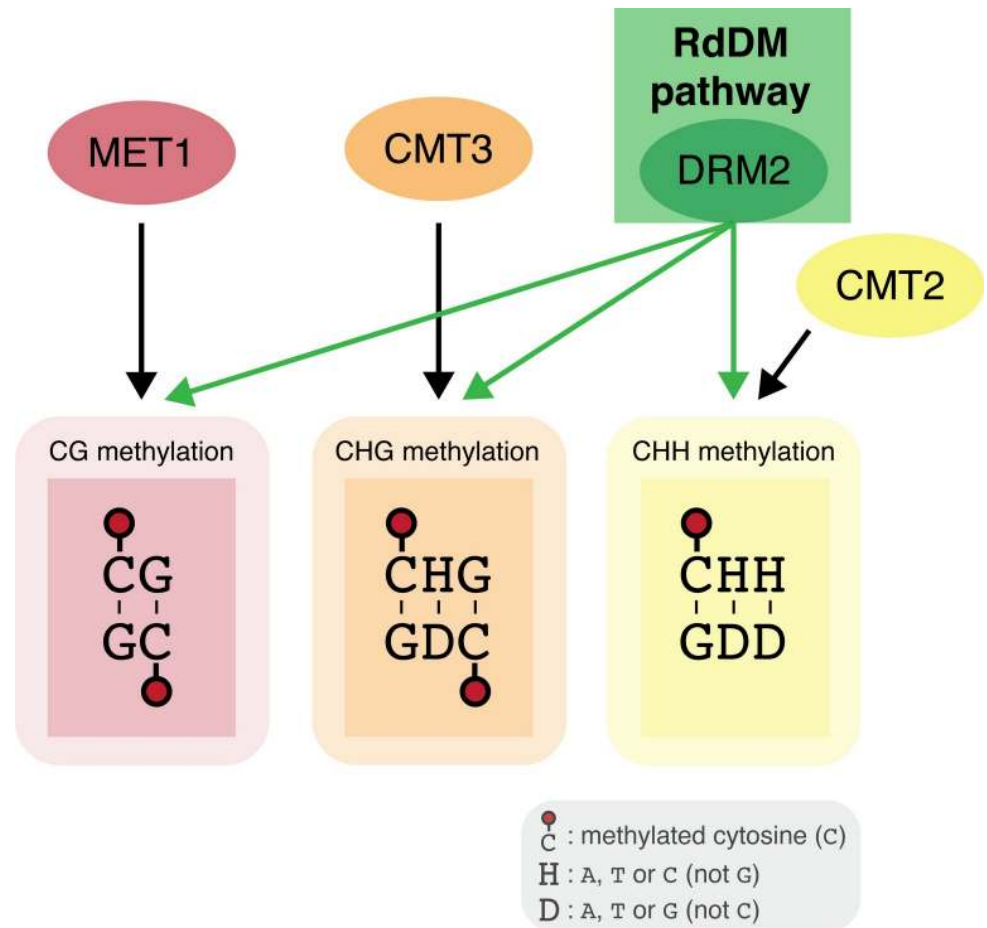 RdDM
pathway
MET1
CMT3
DRM2
CMT2
CG methylation
CHG methylation
CHH methylation
CG
GC
CHG
GDC
CHH
GDD
C : methylated cytosine (C)
H : A, T or C (not G)
D : A, T or G (not C)